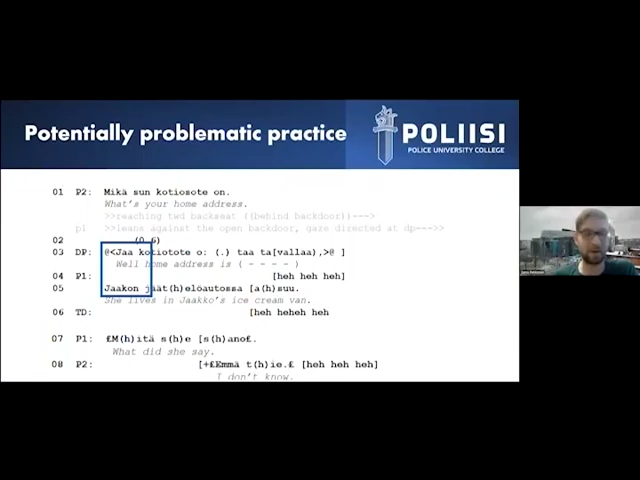 Potentially problematic practice
POLIISI
POLICE UNIVERSITY COLLEGE
01 P2: Mikä sun kotiosote on.
What's your home address.
>>reaching twd backseat ((behind backdoor))--->
p1 >>leans against the open backdoor, gaze directed at dp--->>
02 (0.6)
03 DP: @<Jaa kotiotote o: (.) taa ta[vallaa),>@ ]
Well home address is ( - - - - )
04 P1: [heh heh heh]
05 Jaakon jäät(h)elöautossa [a(h)suu.
She lives in Jaakko's ice cream van.
06 TD: [heh heheh heh
07 P1: £M(h)itä s(h)e [s(h)ano£.
What did she say.
08 P2: [+£Emmä t(h)ie.£ [heh heh heh]
I don't know.